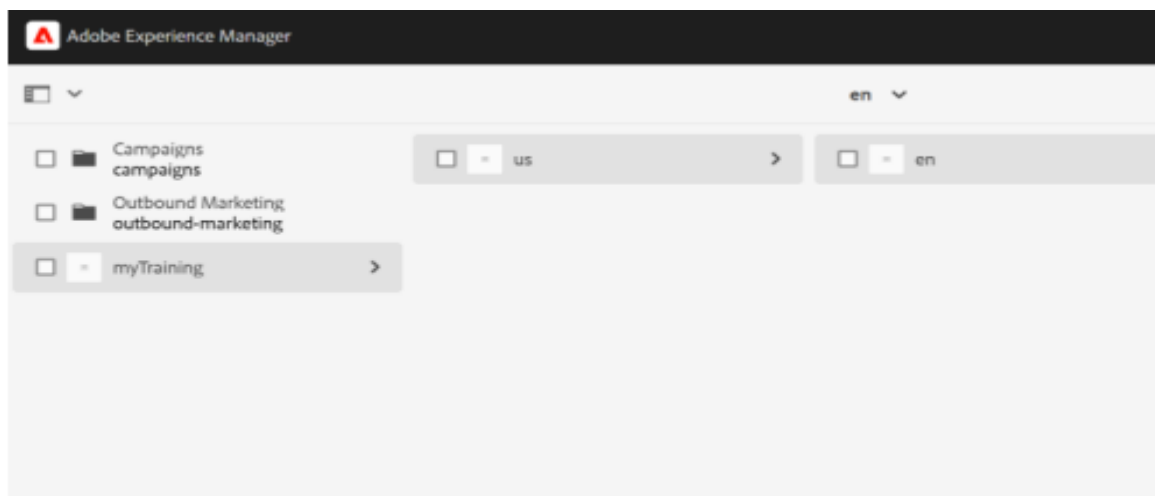 Adobe Experience Manager
en
Campaigns
campaigns
Outbound Marketing
outbound-marketing
myTraining
us
en